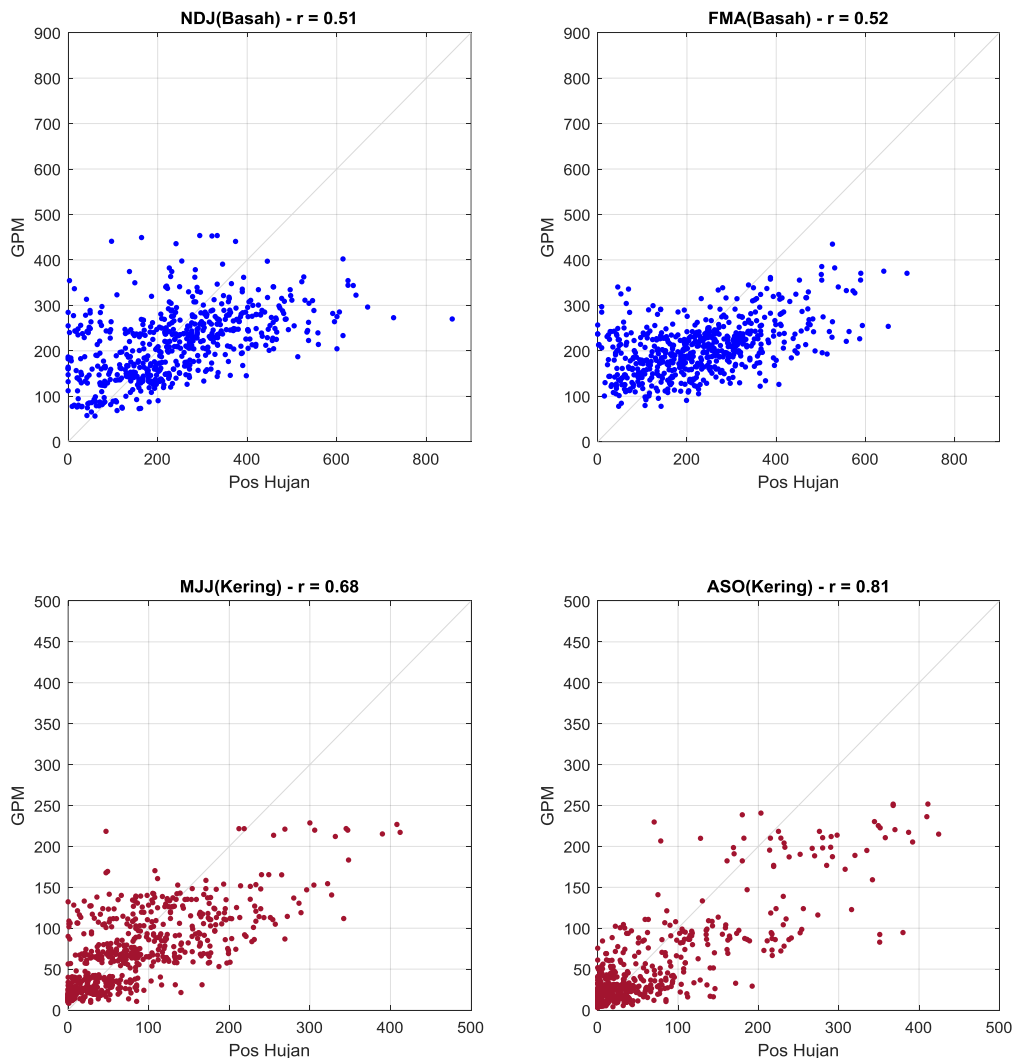 NDJ(Basah) - r = 0.51
900
800
700
600
500
400
300
200
100
0
GPM
0 200 400 600 800
Pos Hujan
FMA(Basah) - r = 0.52
900
800
700
600
500
400
300
200
100
0
GPM
0 200 400 600 800
Pos Hujan
MJJ(Kering) - r = 0.68
500
450
400
350
300
250
200
150
100
50
0
GPM
0 100 200 300 400 500
Pos Hujan
ASO(Kering) - r = 0.81
500
450
400
350
300
250
200
150
100
50
0
GPM
0 100 200 300 400 500
Pos Hujan